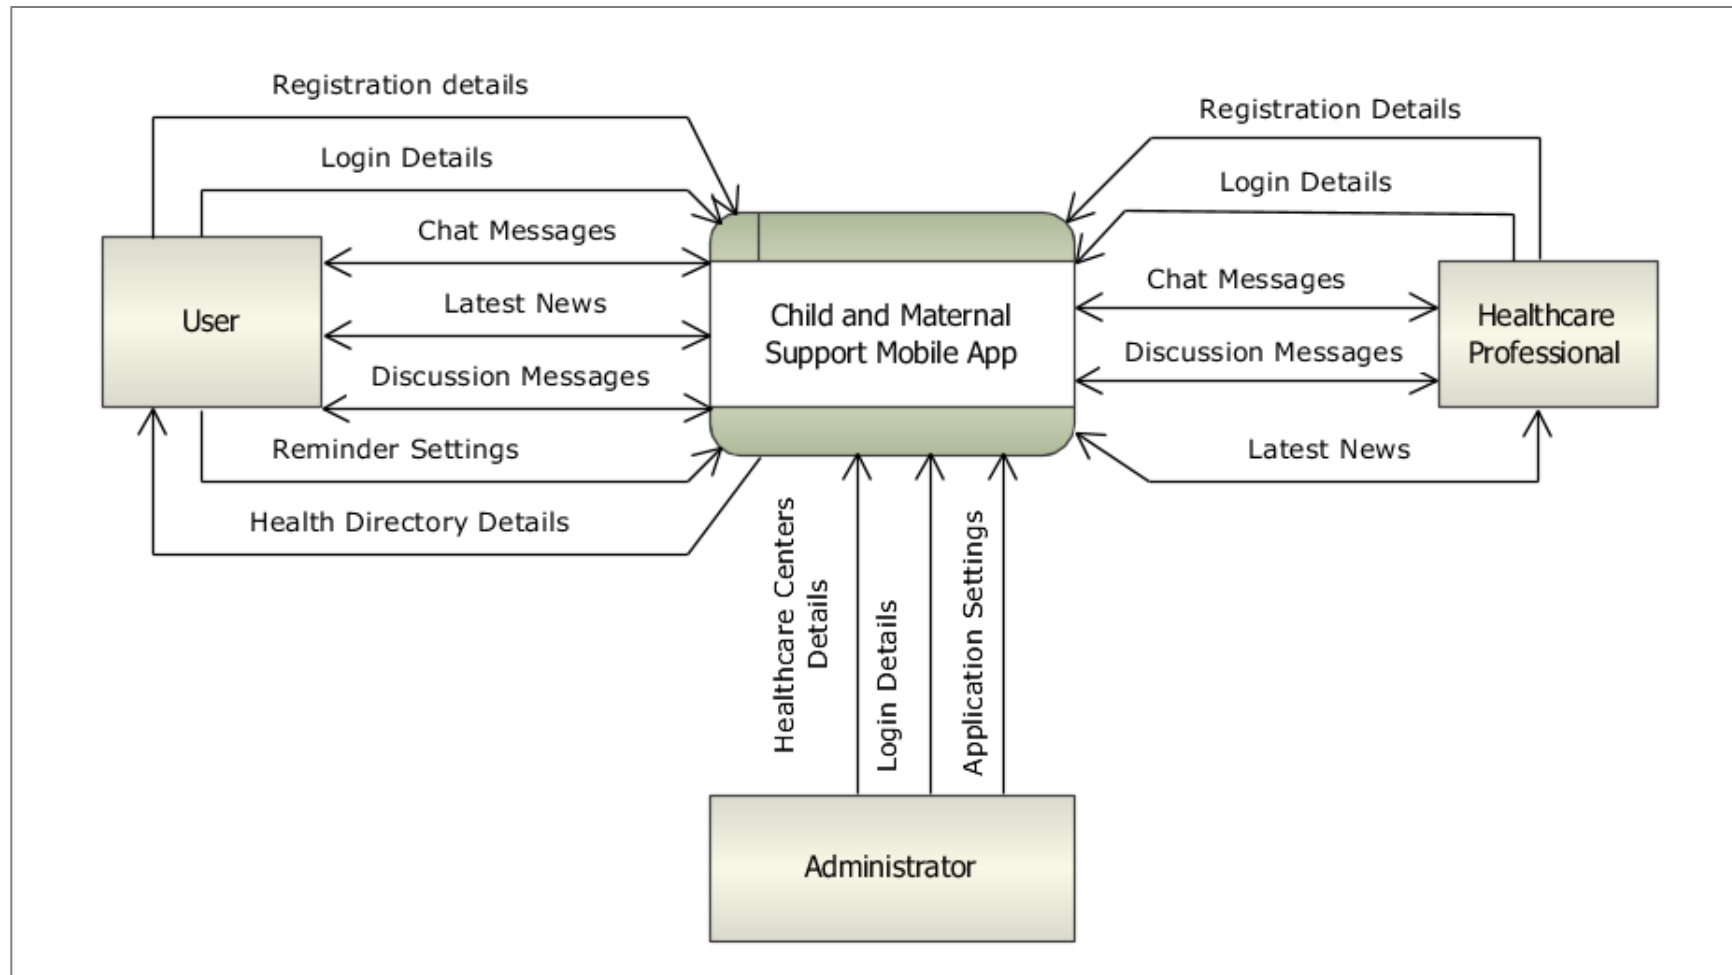 Registration details
Login Details
Chat Messages
Latest News
Discussion Messages
Reminder Settings
Health Directory Details
User
Child and Maternal
Support Mobile App
Registration Details
Login Details
Chat Messages
Discussion Messages
Latest News
Healthcare
Professional
Healthcare Centers
Details
Login Details
Application Settings
Administrator